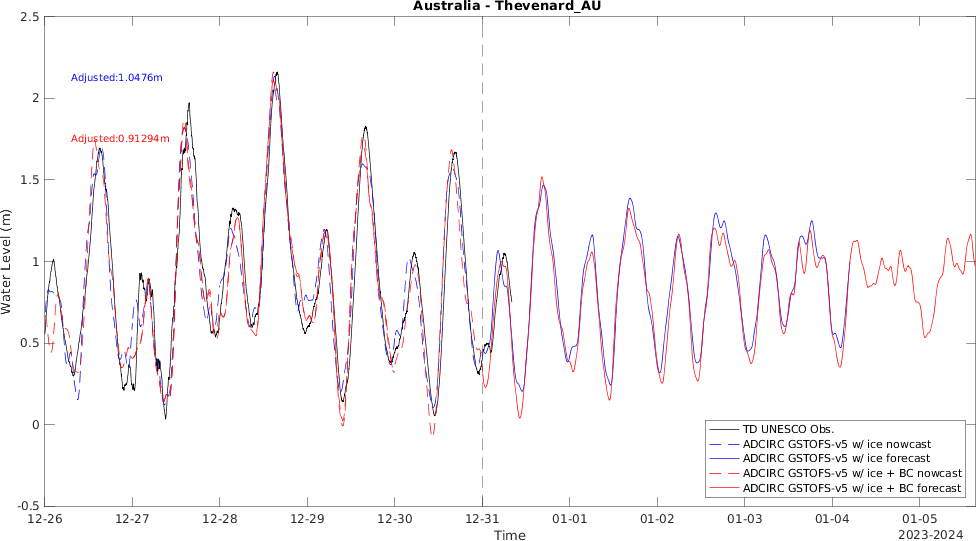 Australia - Thevenard_AU
2.5
2
1.5
1
0.5
0
-0.5
Water Level (m)
Adjusted:1.0476m
Adjusted:0.91294m
TD UNESCO Obs.
ADCIRC GSTOFS-v5 w/ ice nowcast
ADCIRC GSTOFS-v5 w/ ice forecast
ADCIRC GSTOFS-v5 w/ ice + BC nowcast
ADCIRC GSTOFS-v5 w/ ice + BC forecast
12-26 12-27 12-28 12-29 12-30 12-31 01-01 01-02 01-03 01-04 01-05
Time
2023-2024